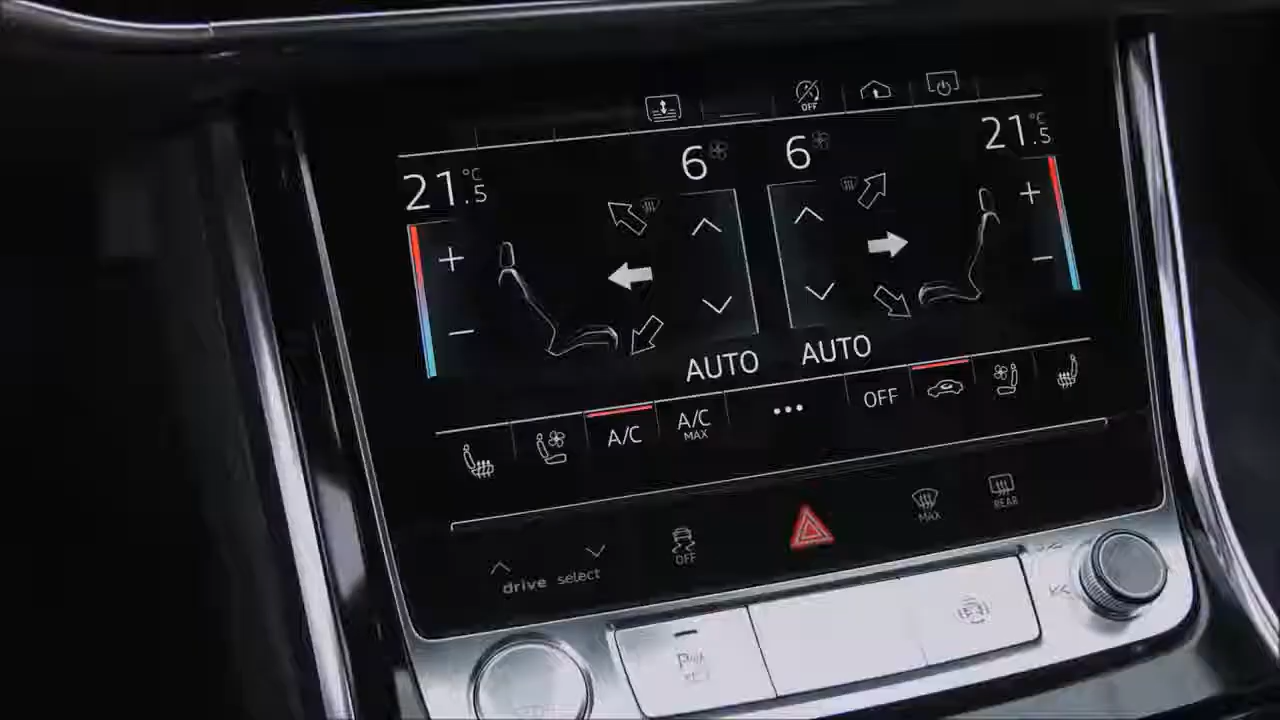 OFF
21.5°C
6
6
21.5°C
AUTO
AUTO
A/C
A/C
MAX
OFF
drive select
OFF
MAX
REAR